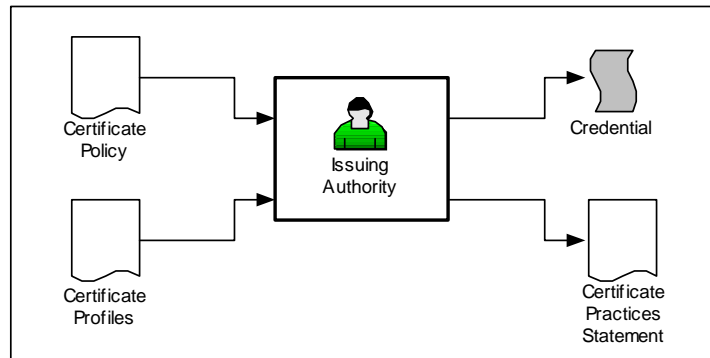 Certificate
Policy
Credential
Issuing
Authority
Certificate
Profiles
Certificate
Practices
Statement